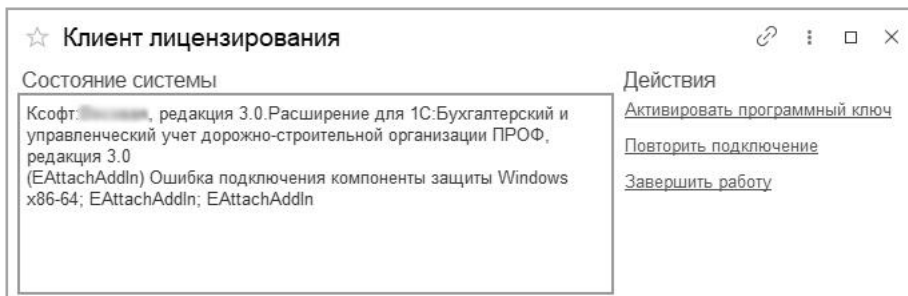 Клиент лицензирования
Состояние системы
Действия
Ксофт: , редакция 3.0.Расширение для 1С:Бухгалтерский и
управленческий учет дорожно-строительной организации ПРОФ,
редакция 3.0
(EAttachAddIn) Ошибка подключения компоненты защиты Windows
x86-64; EAttachAddIn; EAttachAddIn
Активировать программный ключ
Повторить подключение
Завершить работу